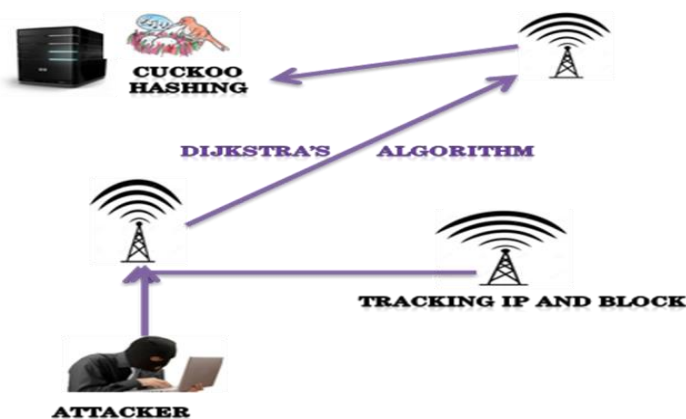 CUCKOO
HASHING
DIJKSTRA'S ALGORITHM
TRACKING IP AND BLOCK
ATTACKER